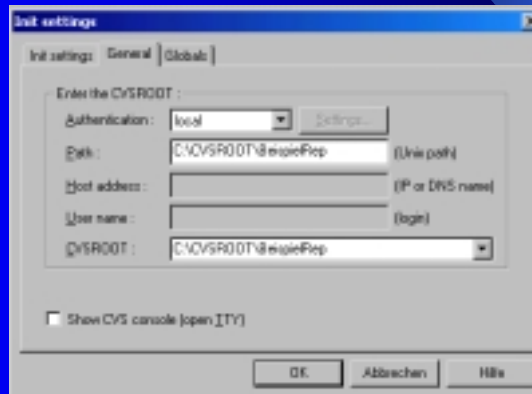 Init settings
Init settings General Globals
Enter the CVSROOT :
Authentication : local Settings...
Path : C:\CVSROOT\BeispielRep (Unix path)
Host address : (IP or DNS name)
User name : (login)
CVSROOT : C:\CVSROOT\BeispielRep
Show CVS console (open TTY)
OK Abbrechen Hilfe